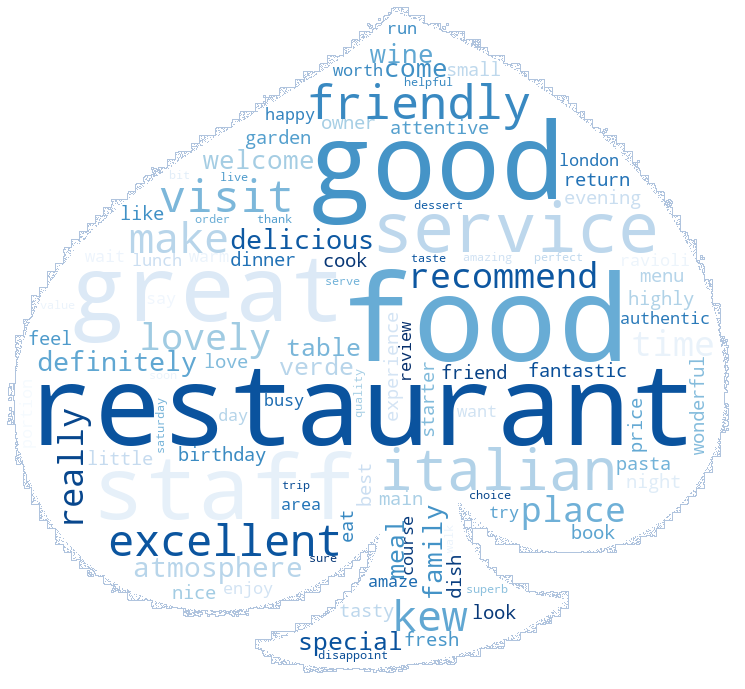 run
wine
worth
come
small
helpful
friendly
happy
owner
attentive
garden
good
welcome
london
bit
live
return
visit
evening
like
order
thank
dessert
service
make
delicious
lunch
warm
dinner
cook
taste
amazing
perfect
ravioli
great
recommend
menu
serve
food
say
value
highly
authentic
feel
lovely
table
experience
review
time
definitely
love
verde
friend
fantastic
restaurant
busy
quality
wait
really
saturday
day
starter
want
price
wonderful
little
birthday
staff
best
italian
pasta
trip
main
choice
night
area
try
place
excellent
eat
meal
course
family
book
sure
atmosphere
dish
nice
enjoy
amaze
superb
tasty
kew
look
special
fresh
disappoint